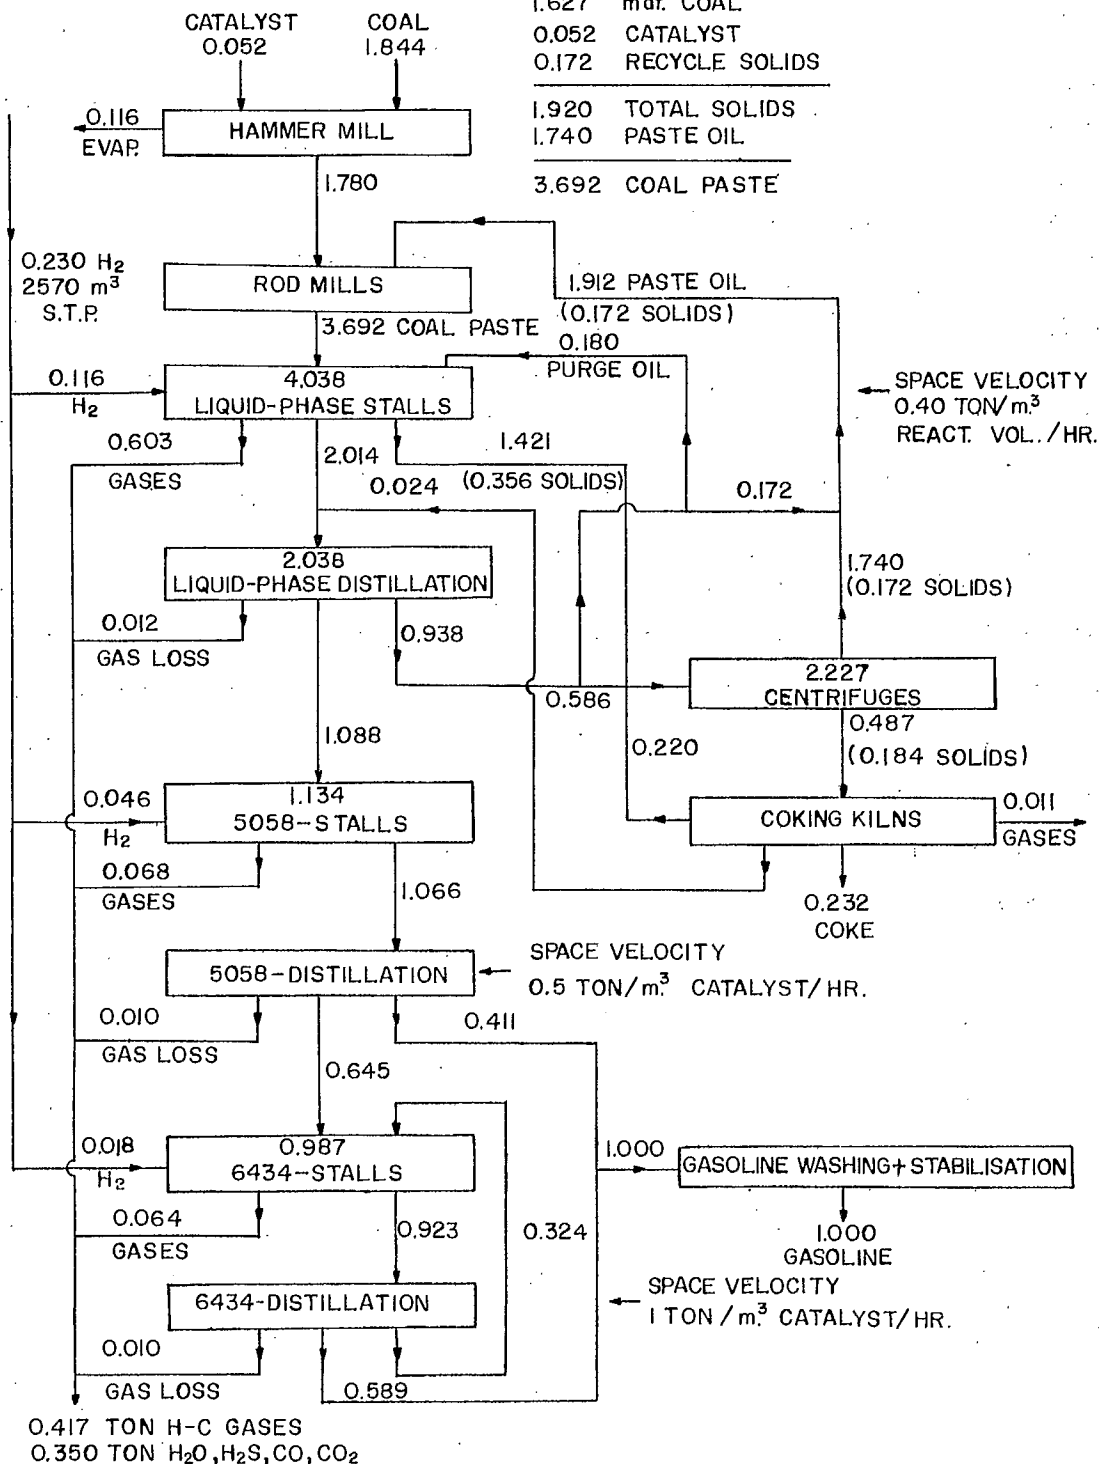 1.627 maf. COAL
0.052 CATALYST
0.172 RECYCLE SOLIDS
1.920 TOTAL SOLIDS
1.740 PASTE OIL
3.692 COAL PASTE
CATALYST
0.052
COAL
1.844
0.116
EVAP.
HAMMER MILL
1.780
0.230 H2
2570 m3
S.T.P.
ROD MILLS
1.912 PASTE OIL
(0.172 SOLIDS)
3.692 COAL PASTE
0.180
PURGE OIL
0.116
H2
4.038
LIQUID-PHASE STALLS
SPACE VELOCITY
0.40 TON/m.3
REACT. VOL./HR.
0.603
GASES
2.014
1.421
(0.356 SOLIDS)
0.024
0.172
2.038
LIQUID-PHASE DISTILLATION
1.740
(0.172 SOLIDS)
0.012
GAS LOSS
0.938
0.586
2.227
CENTRIFUGES
0.487
(0.184 SOLIDS)
1.088
0.220
0.046
H2
1.134
5058-STALLS
COKING KILNS
0.011
GASES
0.068
GASES
1.066
0.232
COKE
5058-DISTILLATION
SPACE VELOCITY
0.5 TON/m.3 CATALYST/HR.
0.010
GAS LOSS
0.411
0.645
0.018
H2
0.987
6434-STALLS
1.000
GASOLINE WASHING+STABILISATION
0.064
GASES
0.923
0.324
1.000
GASOLINE
6434-DISTILLATION
SPACE VELOCITY
1 TON/m.3 CATALYST/HR.
0.010
GAS LOSS
0.589
0.417 TON H-C GASES
0.350 TON H2O,H2S,CO,CO2